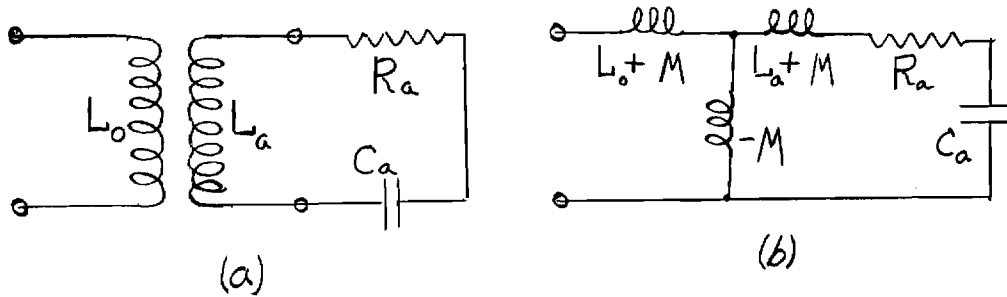 L₀
Lₐ
Rₐ
Cₐ
(a)
L₀ + M
Lₐ + M
Rₐ
-M
Cₐ
(b)